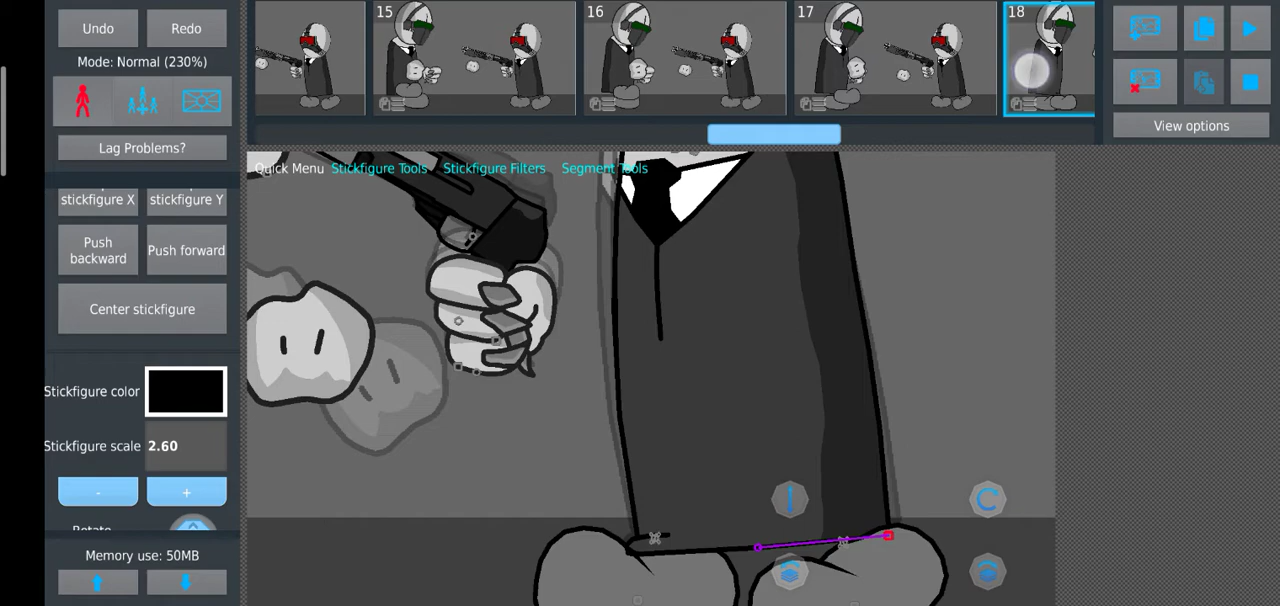 Undo
Redo
Mode: Normal (230%)
Lag Problems?
stickfigure X
stickfigure Y
Push
backward
Push forward
Center stickfigure
Stickfigure color
Stickfigure scale
2.60
-
+
Rotate
Memory use: 50MB
15
16
17
18
View options
Quick Menu
Stickfigure Tools
Stickfigure Filters
Segment Tools